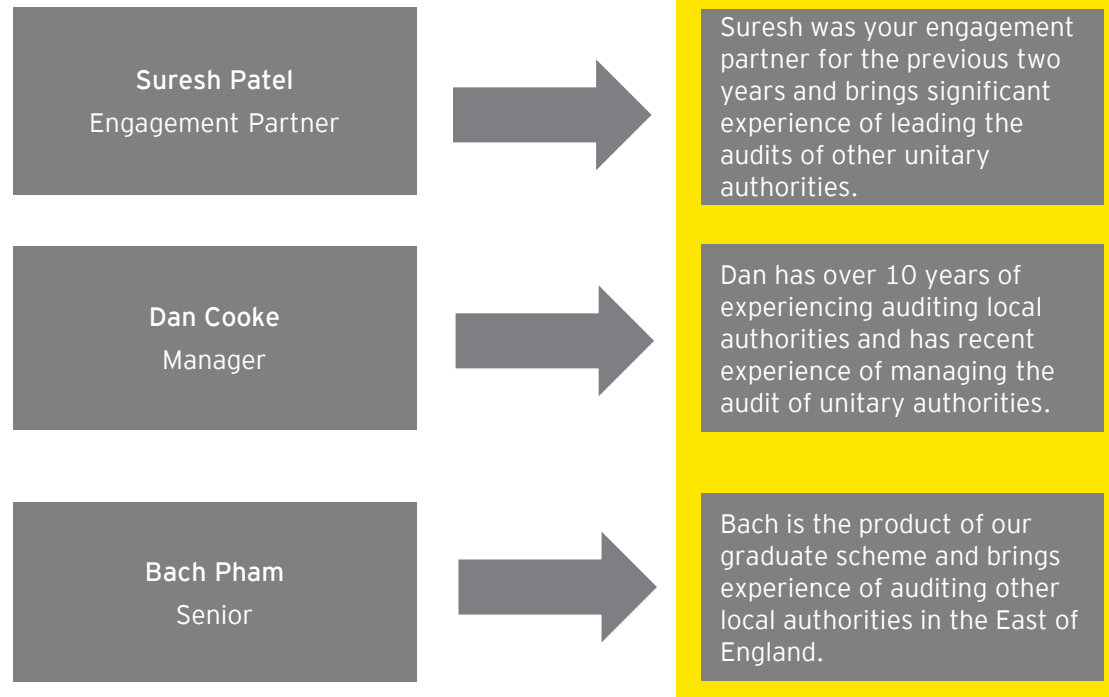 Suresh Patel
Engagement Partner
Suresh was your engagement
partner for the previous two
years and brings significant
experience of leading the
audits of other unitary
authorities.
Dan Cooke
Manager
Dan has over 10 years of
experiencing auditing local
authorities and has recent
experience of managing the
audit of unitary authorities.
Bach Pham
Senior
Bach is the product of our
graduate scheme and brings
experience of auditing other
local authorities in the East of
England.